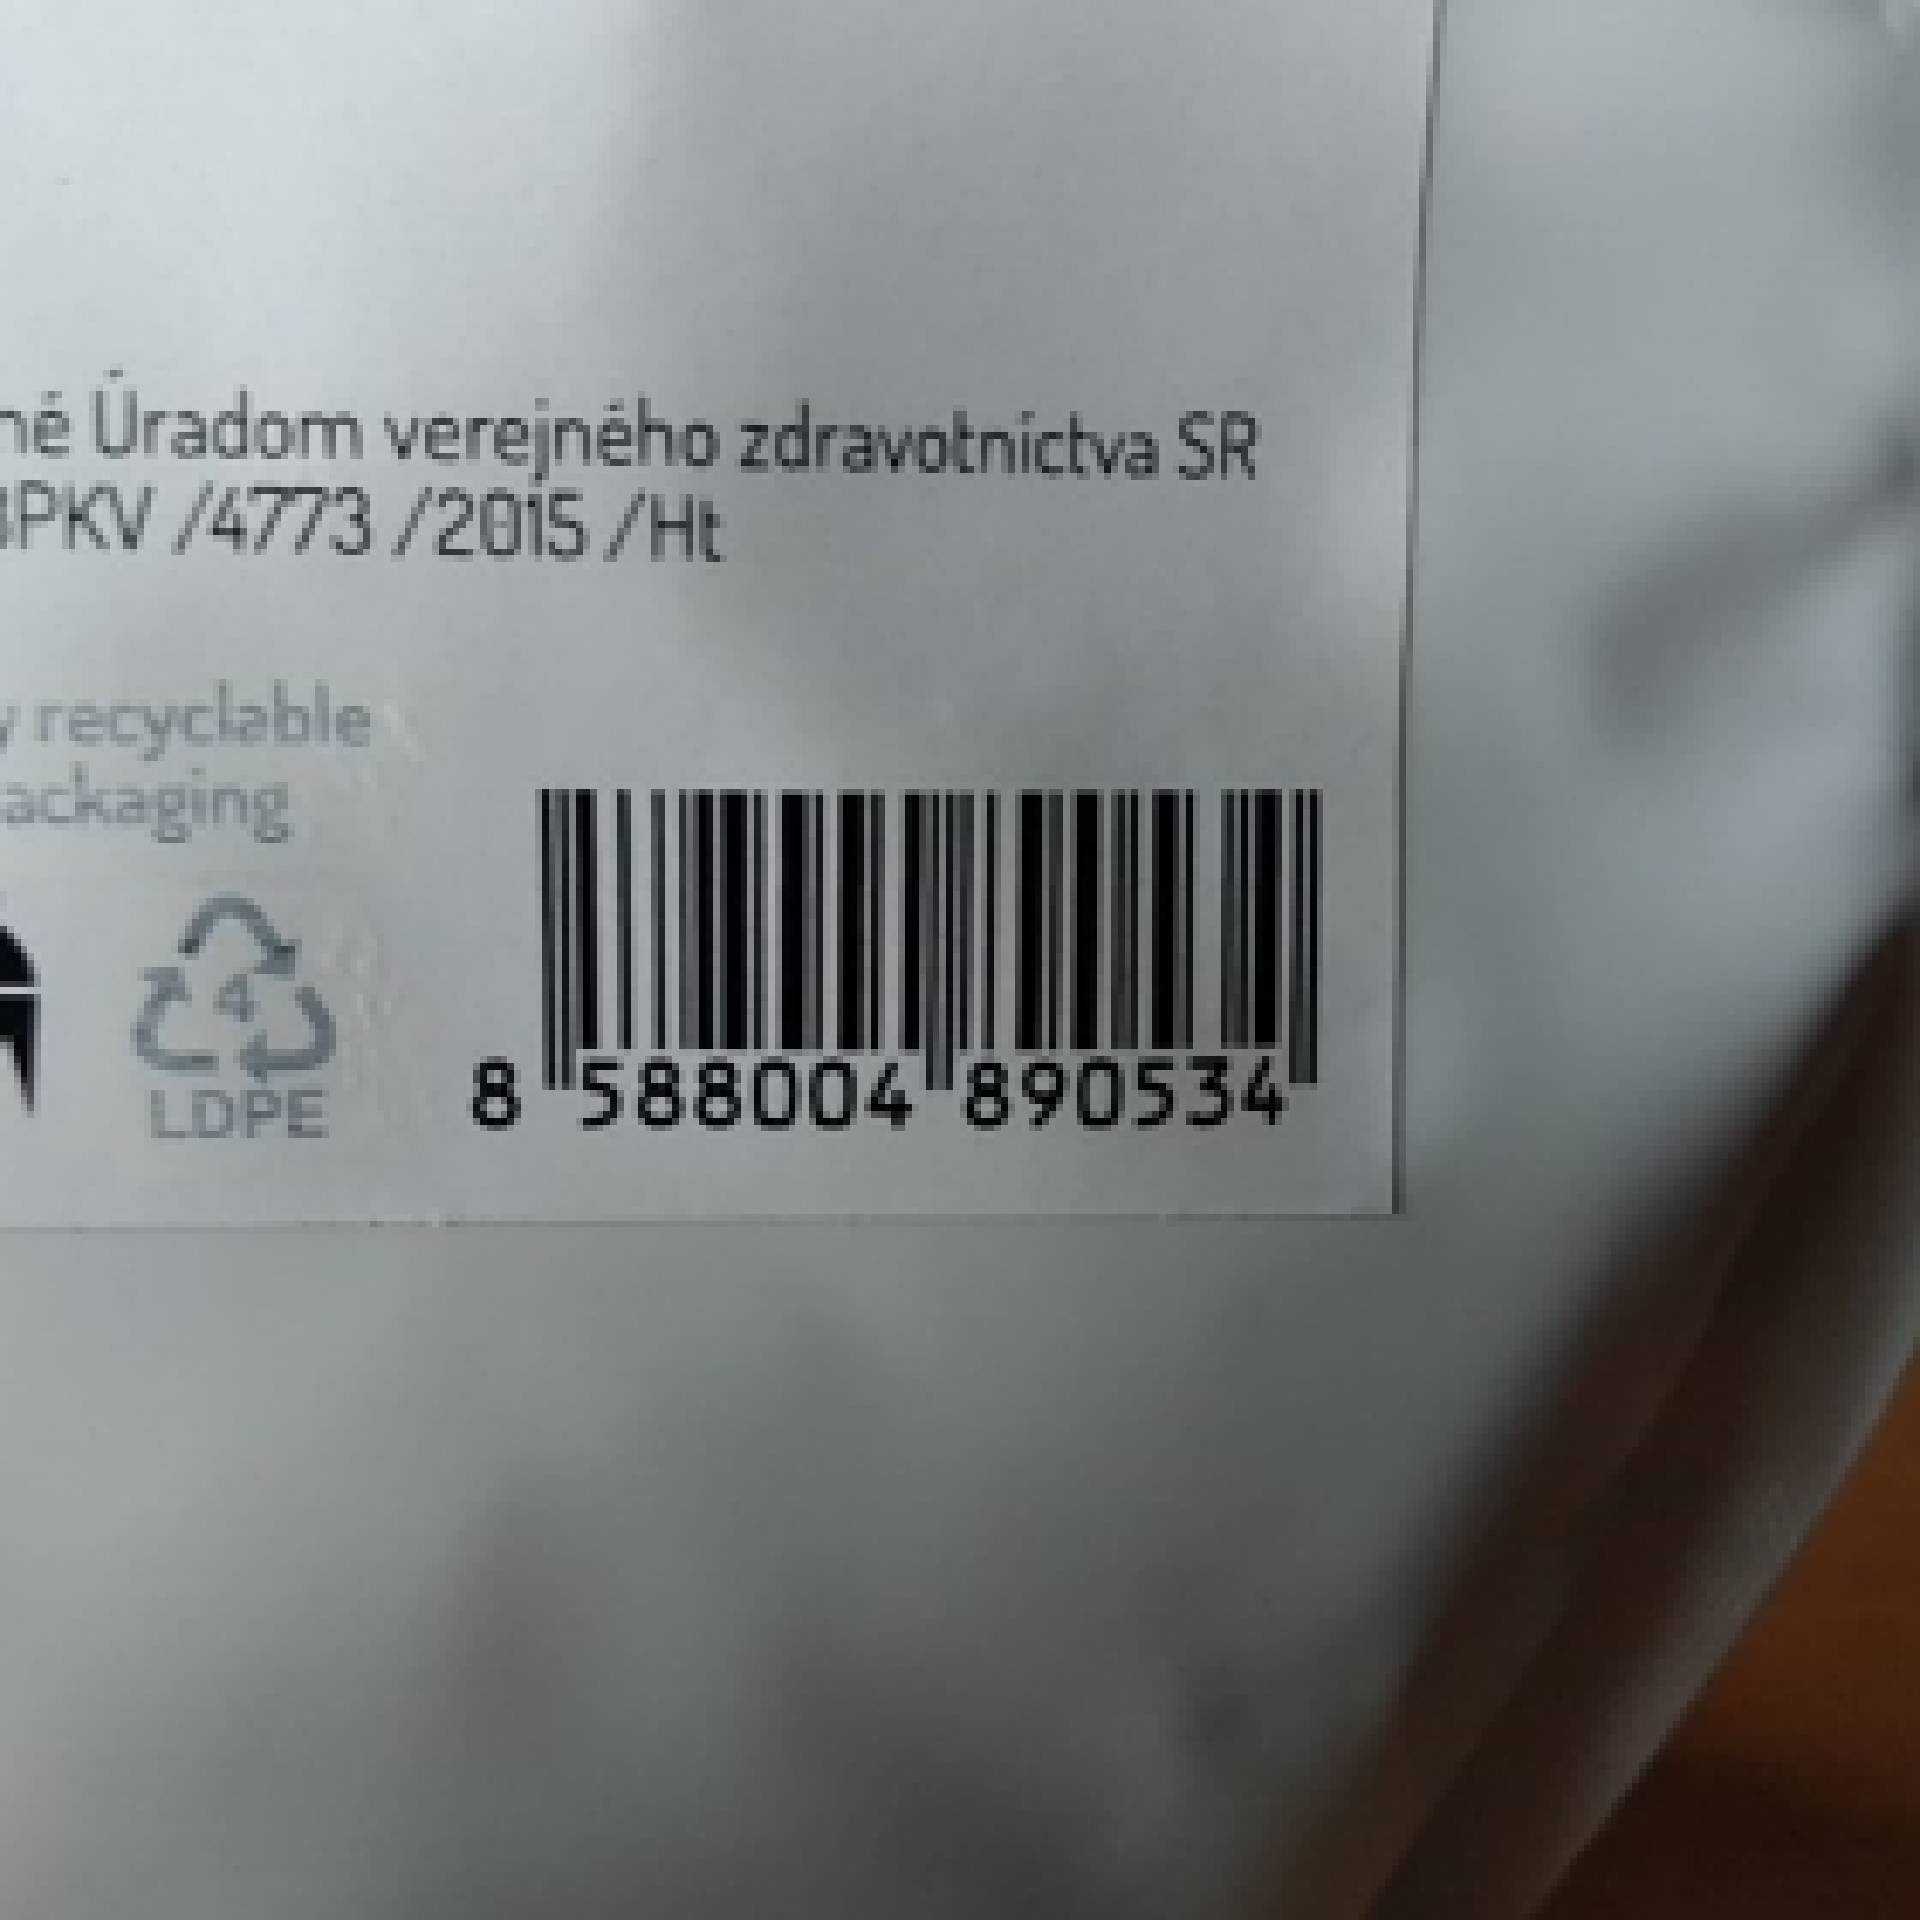 né Úradom verejného zdravotníctva SR
PKV /4773 /2015 /Ht
y recyclable
ackaging
4
LDPE
8 588004 890534